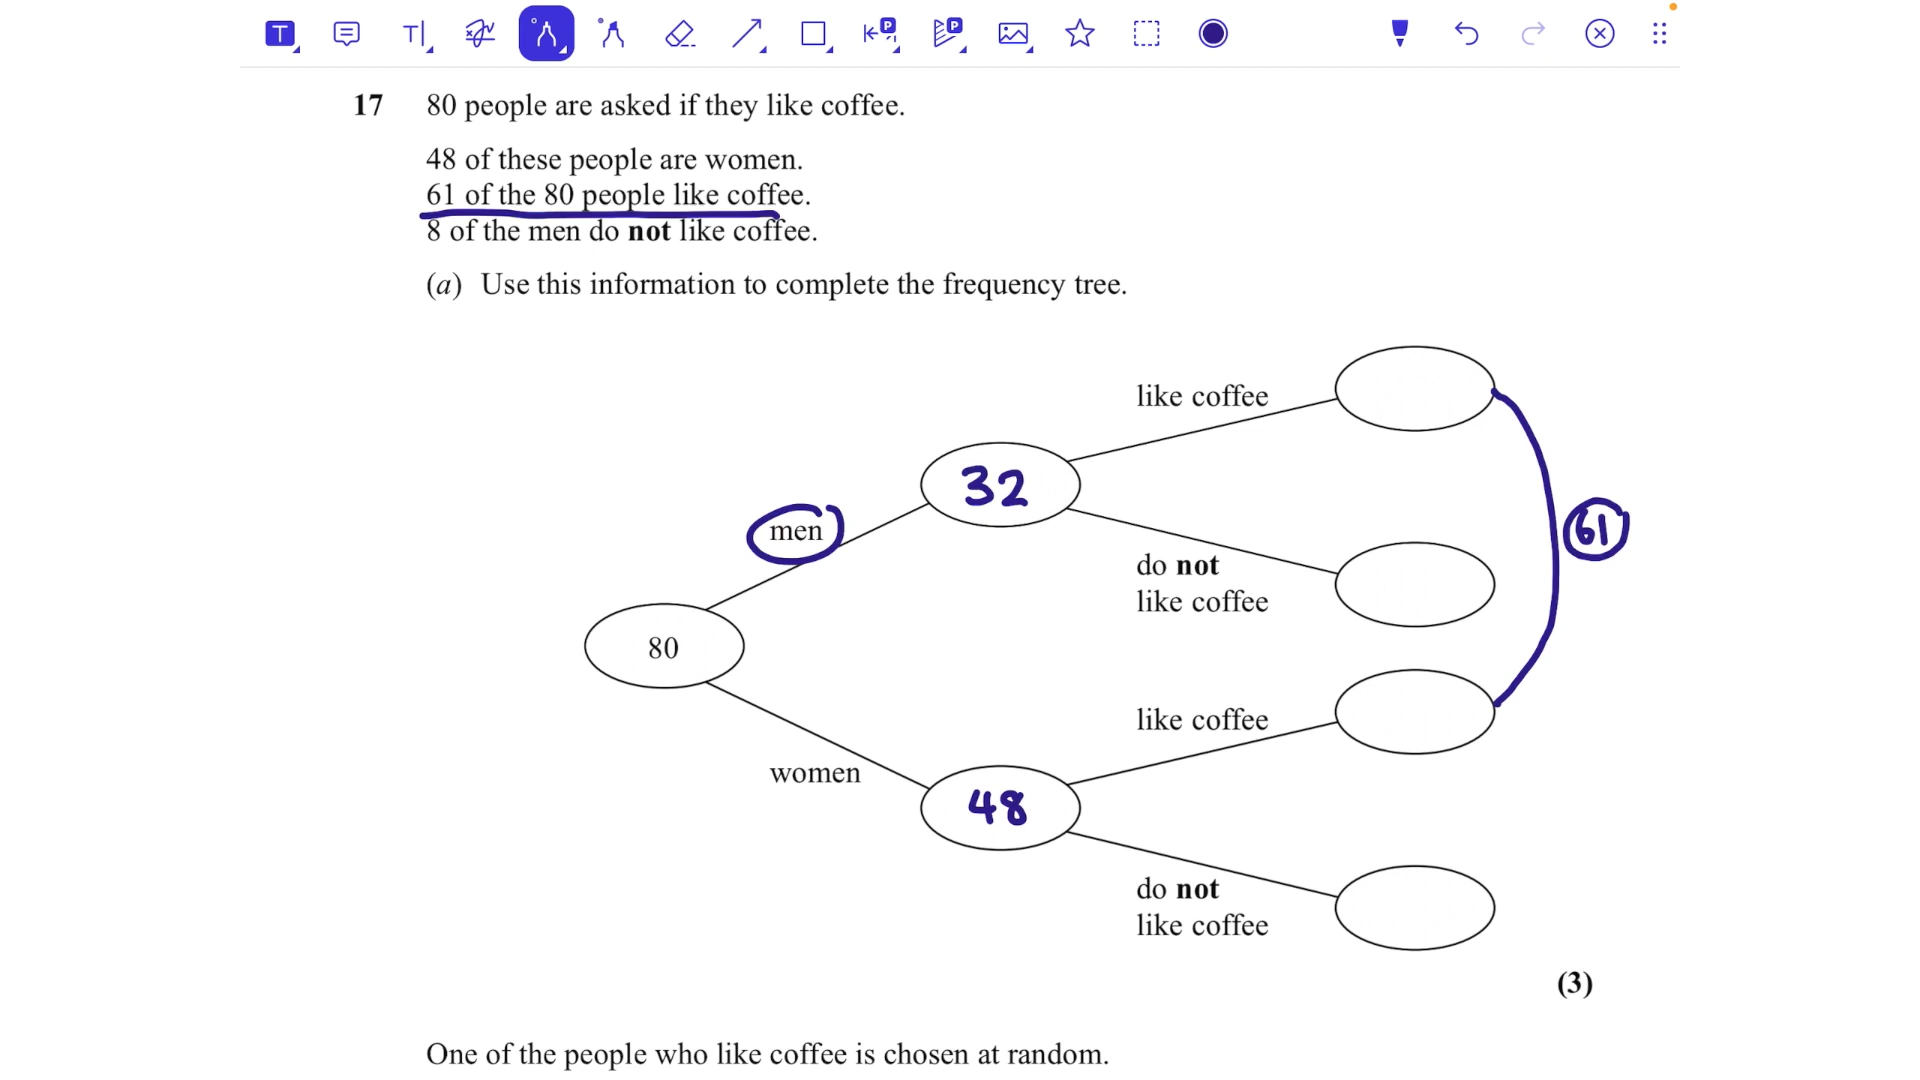 17 80 people are asked if they like coffee.
48 of these people are women.
61 of the 80 people like coffee.
8 of the men do not like coffee.
(a) Use this information to complete the frequency tree.
like coffee
32
men
61
do not
like coffee
80
like coffee
women
48
do not
like coffee
(3)
One of the people who like coffee is chosen at random.